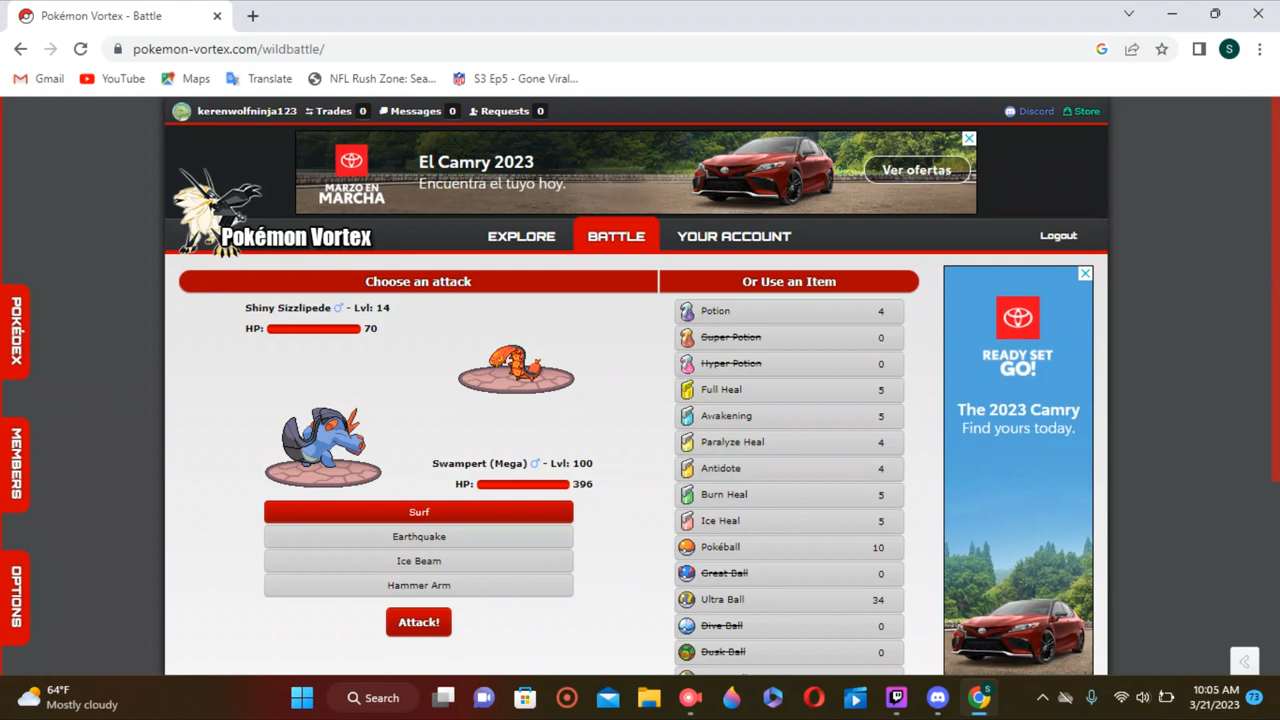 Pokémon Vortex - Battle
pokemon-vortex.com/wildbattle/
S
Gmail
YouTube
Maps
Translate
NFL Rush Zone: Sea...
S3 Ep5 - Gone Viral...
kerenwolfninja123
Trades 0
Messages 0
Requests 0
Discord
Store
TOYOTA
MARZO EN
MARCHA
El Camry 2023
Encuentra el tuyo hoy.
Ver ofertas
Pokémon Vortex
EXPLORE
BATTLE
YOUR ACCOUNT
Logout
POKÉDEX
MEMBERS
OPTIONS
Choose an attack
Shiny Sizzlipede ♂ - Lvl: 14
HP: 70
Swampert (Mega) ♂ - Lvl: 100
HP: 396
Surf
Earthquake
Ice Beam
Hammer Arm
Attack!
Or Use an Item
Potion 4
Super Potion 0
Hyper Potion 0
Full Heal 5
Awakening 5
Paralyze Heal 4
Antidote 4
Burn Heal 5
Ice Heal 5
Pokéball 10
Great Ball 0
Ultra Ball 34
Dive Ball 0
Dusk Ball 0
TOYOTA
READY SET
GO!
The 2023 Camry
Find yours today.
64°F
Mostly cloudy
Search
S
10:05 AM
3/21/2023
73